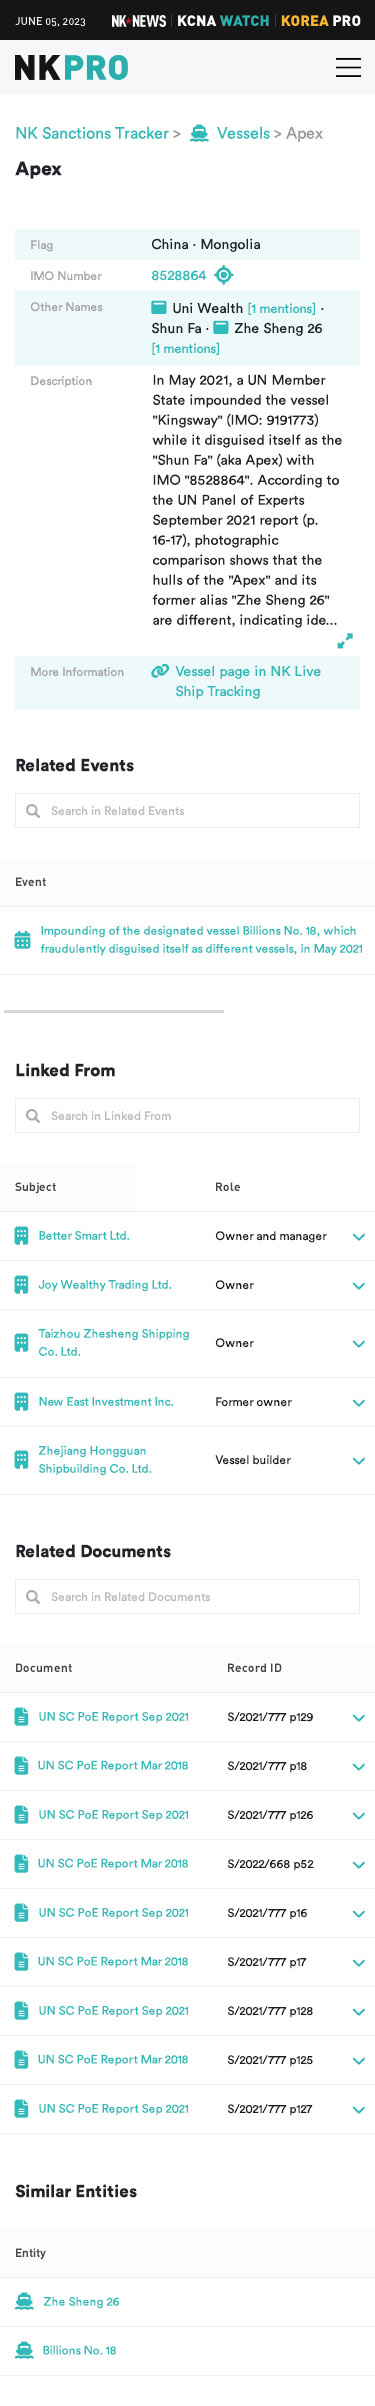 JUNE 05, 2023 NK NEWS KCNA WATCH KOREA PRO
NKPRO
NK Sanctions Tracker > Vessels > Apex
Apex
Flag China · Mongolia
IMO Number 8528864
Other Names Uni Wealth [1 mentions] ·
Shun Fa · Zhe Sheng 26
[1 mentions]
Description In May 2021, a UN Member
State impounded the vessel
"Kingsway" (IMO: 9191773)
while it disguised itself as the
"Shun Fa" (aka Apex) with
IMO "8528864". According to
the UN Panel of Experts
September 2021 report (p.
16-17), photographic
comparison shows that the
hulls of the "Apex" and its
former alias "Zhe Sheng 26"
are different, indicating ide...
More Information Vessel page in NK Live
Ship Tracking
Related Events
Search in Related Events
Event
Impounding of the designated vessel Billions No. 18, which
fraudulently disguised itself as different vessels, in May 2021
Linked From
Search in Linked From
Subject Role
Better Smart Ltd. Owner and manager
Joy Wealthy Trading Ltd. Owner
Taizhou Zhesheng Shipping
Co. Ltd. Owner
New East Investment Inc. Former owner
Zhejiang Hongguan
Shipbuilding Co. Ltd. Vessel builder
Related Documents
Search in Related Documents
Document Record ID
UN SC PoE Report Sep 2021 S/2021/777 p129
UN SC PoE Report Mar 2018 S/2021/777 p18
UN SC PoE Report Sep 2021 S/2021/777 p126
UN SC PoE Report Mar 2018 S/2022/668 p52
UN SC PoE Report Sep 2021 S/2021/777 p16
UN SC PoE Report Mar 2018 S/2021/777 p17
UN SC PoE Report Sep 2021 S/2021/777 p128
UN SC PoE Report Mar 2018 S/2021/777 p125
UN SC PoE Report Sep 2021 S/2021/777 p127
Similar Entities
Entity
Zhe Sheng 26
Billions No. 18